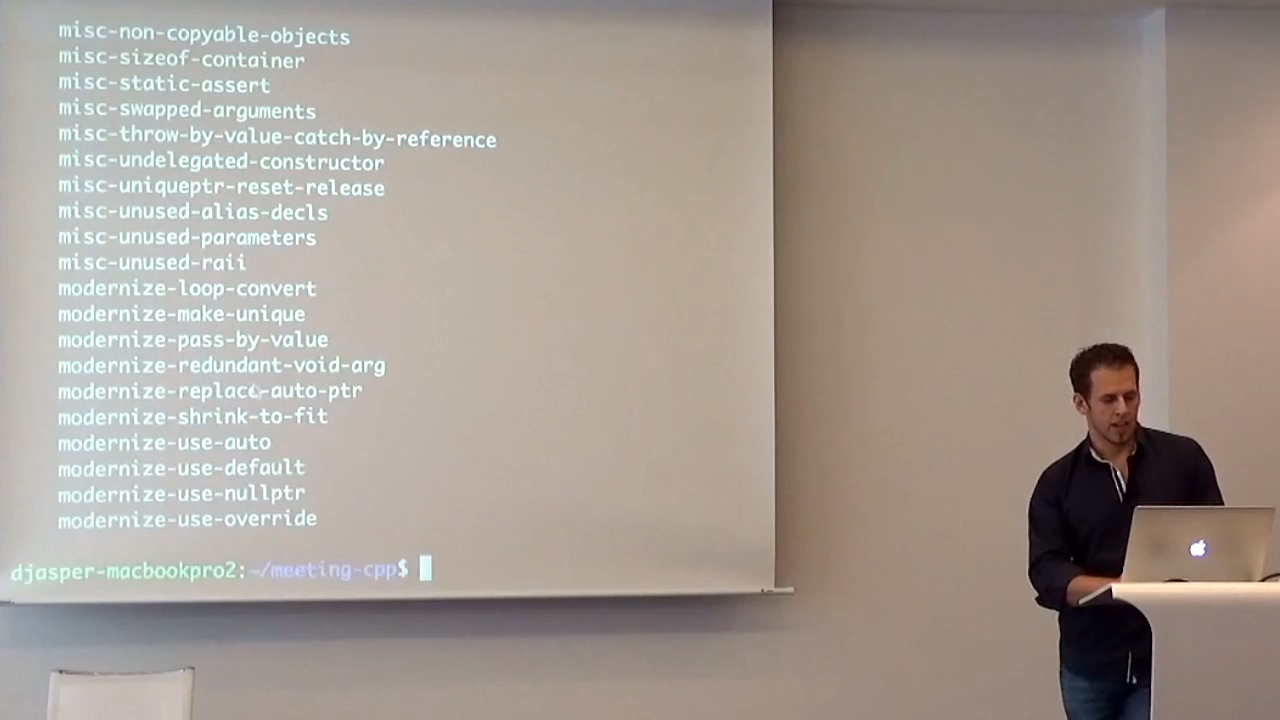 misc-non-copyable-objects
misc-sizeof-container
misc-static-assert
misc-swapped-arguments
misc-throw-by-value-catch-by-reference
misc-undelegated-constructor
misc-uniqueptr-reset-release
misc-unused-alias-decls
misc-unused-parameters
misc-unused-raii
modernize-loop-convert
modernize-make-unique
modernize-pass-by-value
modernize-redundant-void-arg
modernize-replace-auto-ptr
modernize-shrink-to-fit
modernize-use-auto
modernize-use-default
modernize-use-nullptr
modernize-use-override
djasper-macbookpro2:~/meeting-cpp$